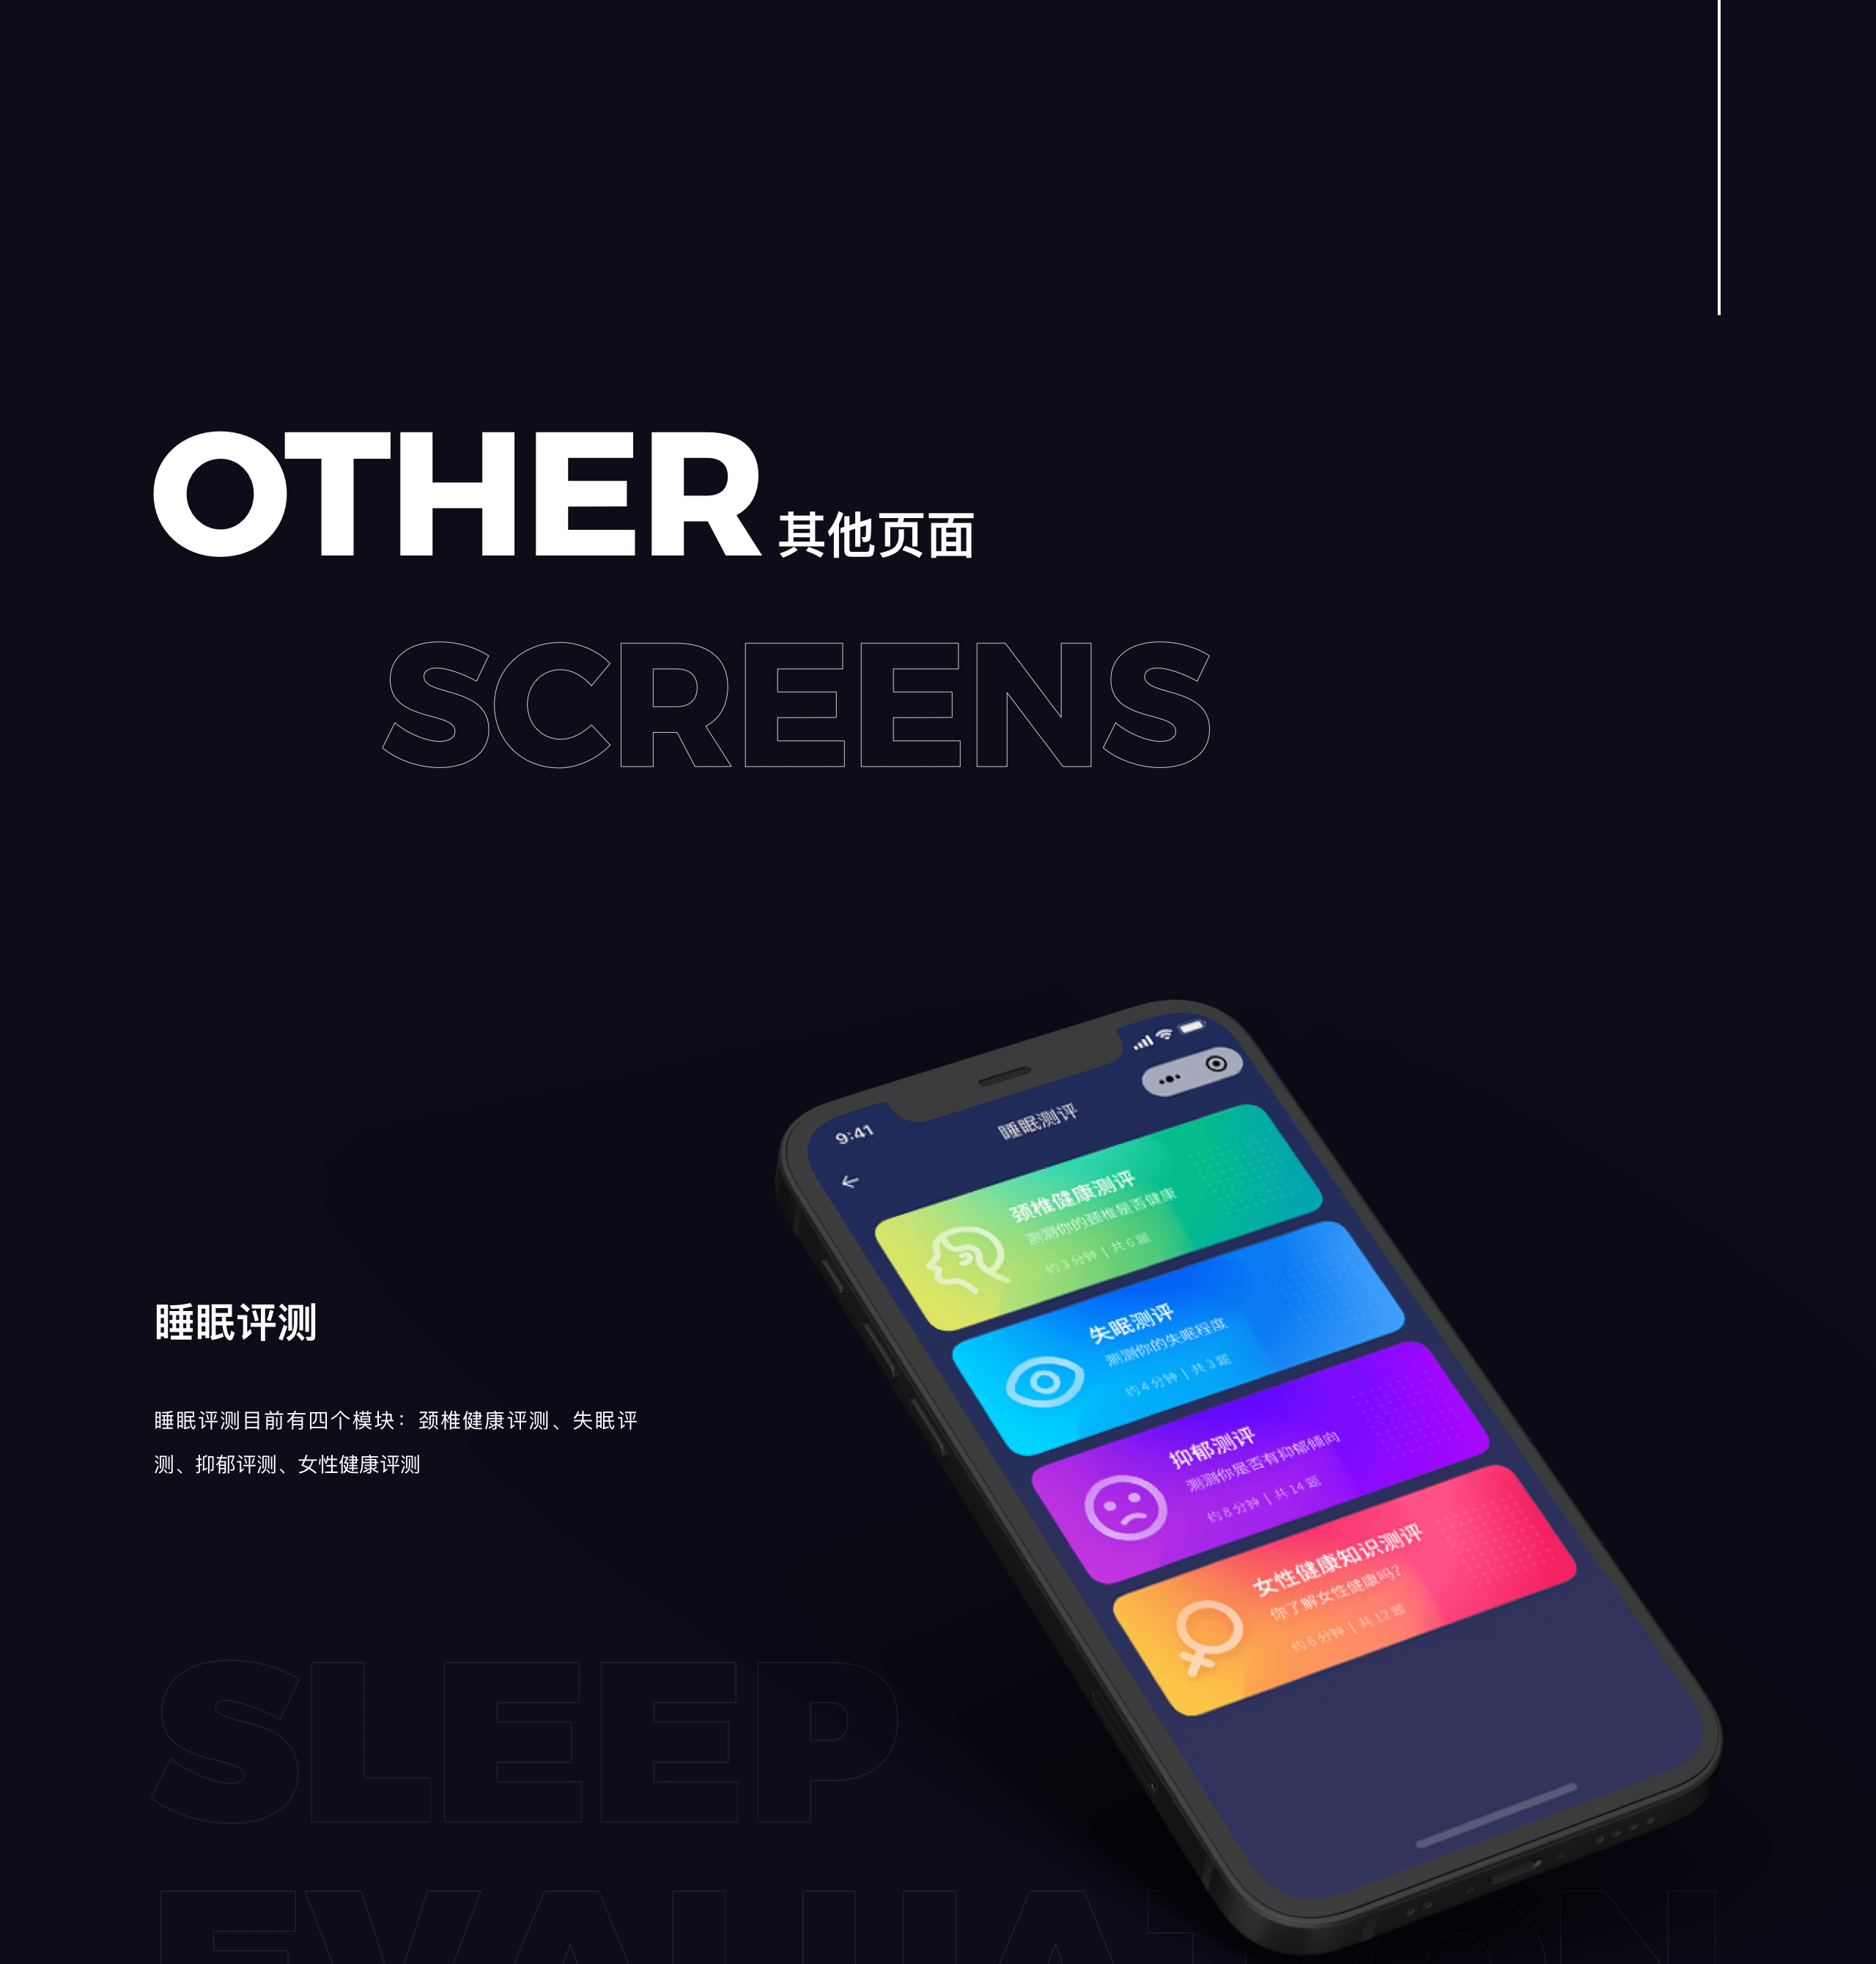 OTHER 其他页面
SCREENS
9:41
睡眠测评
颈椎健康测评
测测你的颈椎是否健康
约 3 分钟 | 共 6 题
失眠测评
测测你的失眠程度
约 4 分钟 | 共 3 题
抑郁测评
测测你是否有抑郁倾向
约 8 分钟 | 共 14 题
女性健康知识测评
你了解女性健康吗?
约 6 分钟 | 共 12 题
睡眠评测
睡眠评测目前有四个模块：颈椎健康评测、失眠评
测、抑郁评测、女性健康评测
SLEEP
EVALUATION